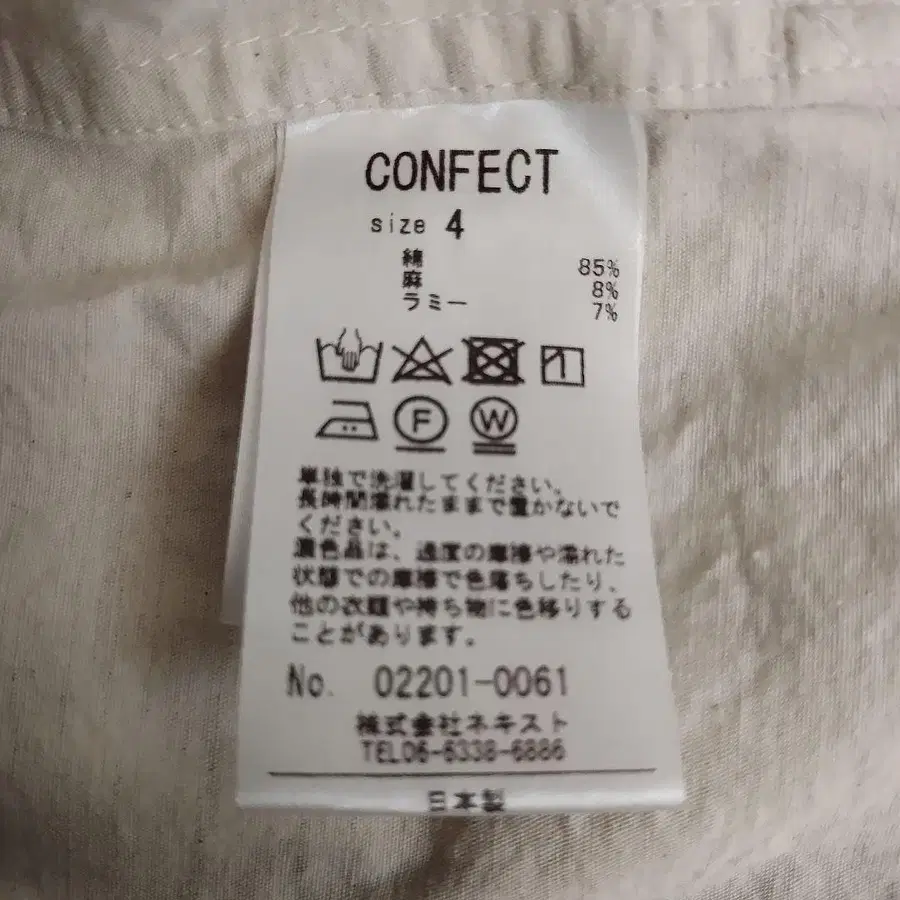 CONFECT
size 4
綿 85%
麻 8%
ラミー 7%
F W
単独で洗濯してください。
長時間濡れたままで置かないで
ください。
濃色品は、過度の摩擦や濡れた
状態での摩擦で色落ちしたり、
他の衣類や持ち物に色移りする
ことがあります。
No. 02201-0061
株式会社ネキスト
TEL06-6338-6886
日本製